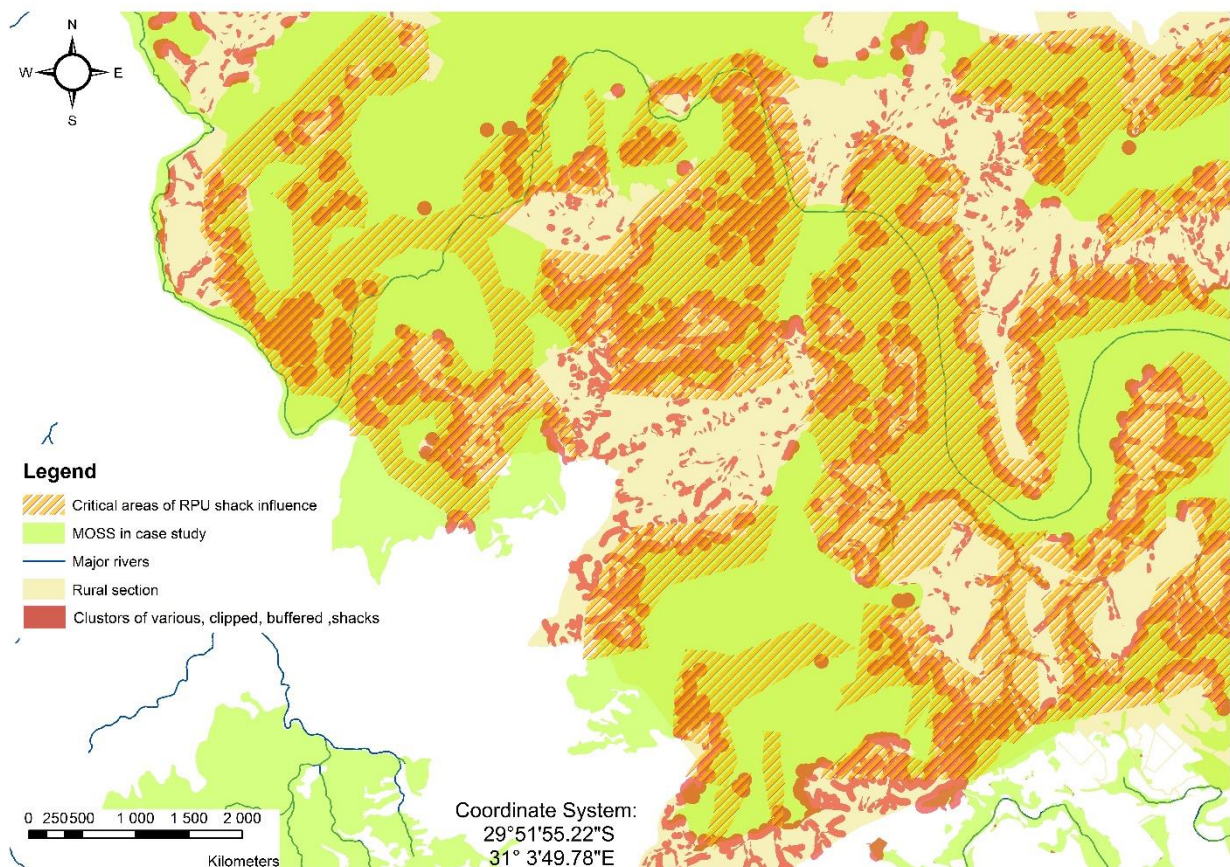 N
W E
S
Legend
Critical areas of RPU shack influence
MOSS in case study
Major rivers
Rural section
Clustors of various, clipped, buffered ,shacks
0 250500 1 000 1 500 2 000
Kilometers
Coordinate System:
29°51'55.22"S
31° 3'49.78"E